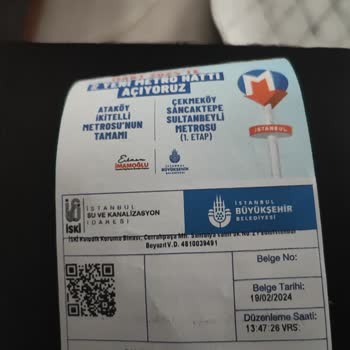 2 YENİ METRO HATTI
AÇIYORUZ
ATAKÖY
İKİTELLİ
METROSU'NUN
TAMAMI
ÇEKMEKÖY
SANCAKTEPE
SULTANBEYLİ
METROSU
(1. ETAP)
M
İSTANBUL
Ekrem
İMAMOĞLU
İSTANBUL
BÜYÜKŞEHİR
BELEDİYESİ
İSKİ
İSTANBUL
SU VE KANALİZASYON
İDARESİ
İSTANBUL
BÜYÜKŞEHİR
BELEDİYESİ
Beyazıt V.D. 4810039491
Belge No:
Belge Tarihi:
19/02/2024
Düzenleme Saati:
13:47:26 VRS: